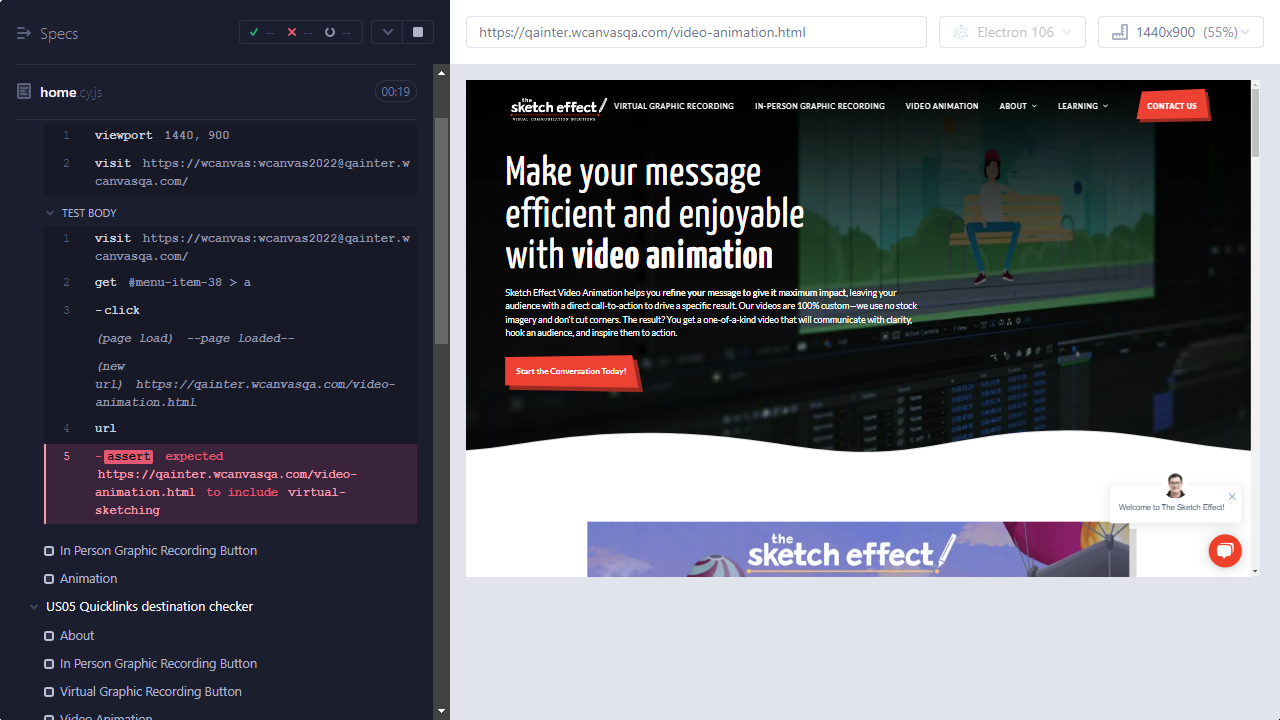 Specs
-- -- --
home.cy.js
00:19
1 viewport 1440, 900
2 visit https://wcanvas:wcanvas2022@qainter.w
canvasqa.com/
TEST BODY
1 visit https://wcanvas:wcanvas2022@qainter.w
canvasqa.com/
2 get #menu-item-38 > a
3 -click
(page load) --page loaded--
(new
url) https://qainter.wcanvasqa.com/video-
animation.html
4 url
5 -assert expected
https://qainter.wcanvasqa.com/video-
animation.html to include virtual-
sketching
In Person Graphic Recording Button
Animation
US05 Quicklinks destination checker
About
In Person Graphic Recording Button
Virtual Graphic Recording Button
Video Animation
https://qainter.wcanvasqa.com/video-animation.html
Electron 106
1440x900 (55%)
the
sketch effect
VISUAL COMMUNICATION SOLUTIONS
VIRTUAL GRAPHIC RECORDING
IN-PERSON GRAPHIC RECORDING
VIDEO ANIMATION
ABOUT
LEARNING
CONTACT US
Make your message
efficient and enjoyable
with video animation
Sketch Effect Video Animation helps you refine your message to give it maximum impact, leaving your
audience with a direct call-to-action to drive a specific result. Our videos are 100% custom—we use no stock
imagery and don't cut corners. The result? You get a one-of-a-kind video that will communicate with clarity,
hook an audience, and inspire them to action.
Start the Conversation Today!
Active Camera
1 View
Welcome to The Sketch Effect!
the
sketch effect